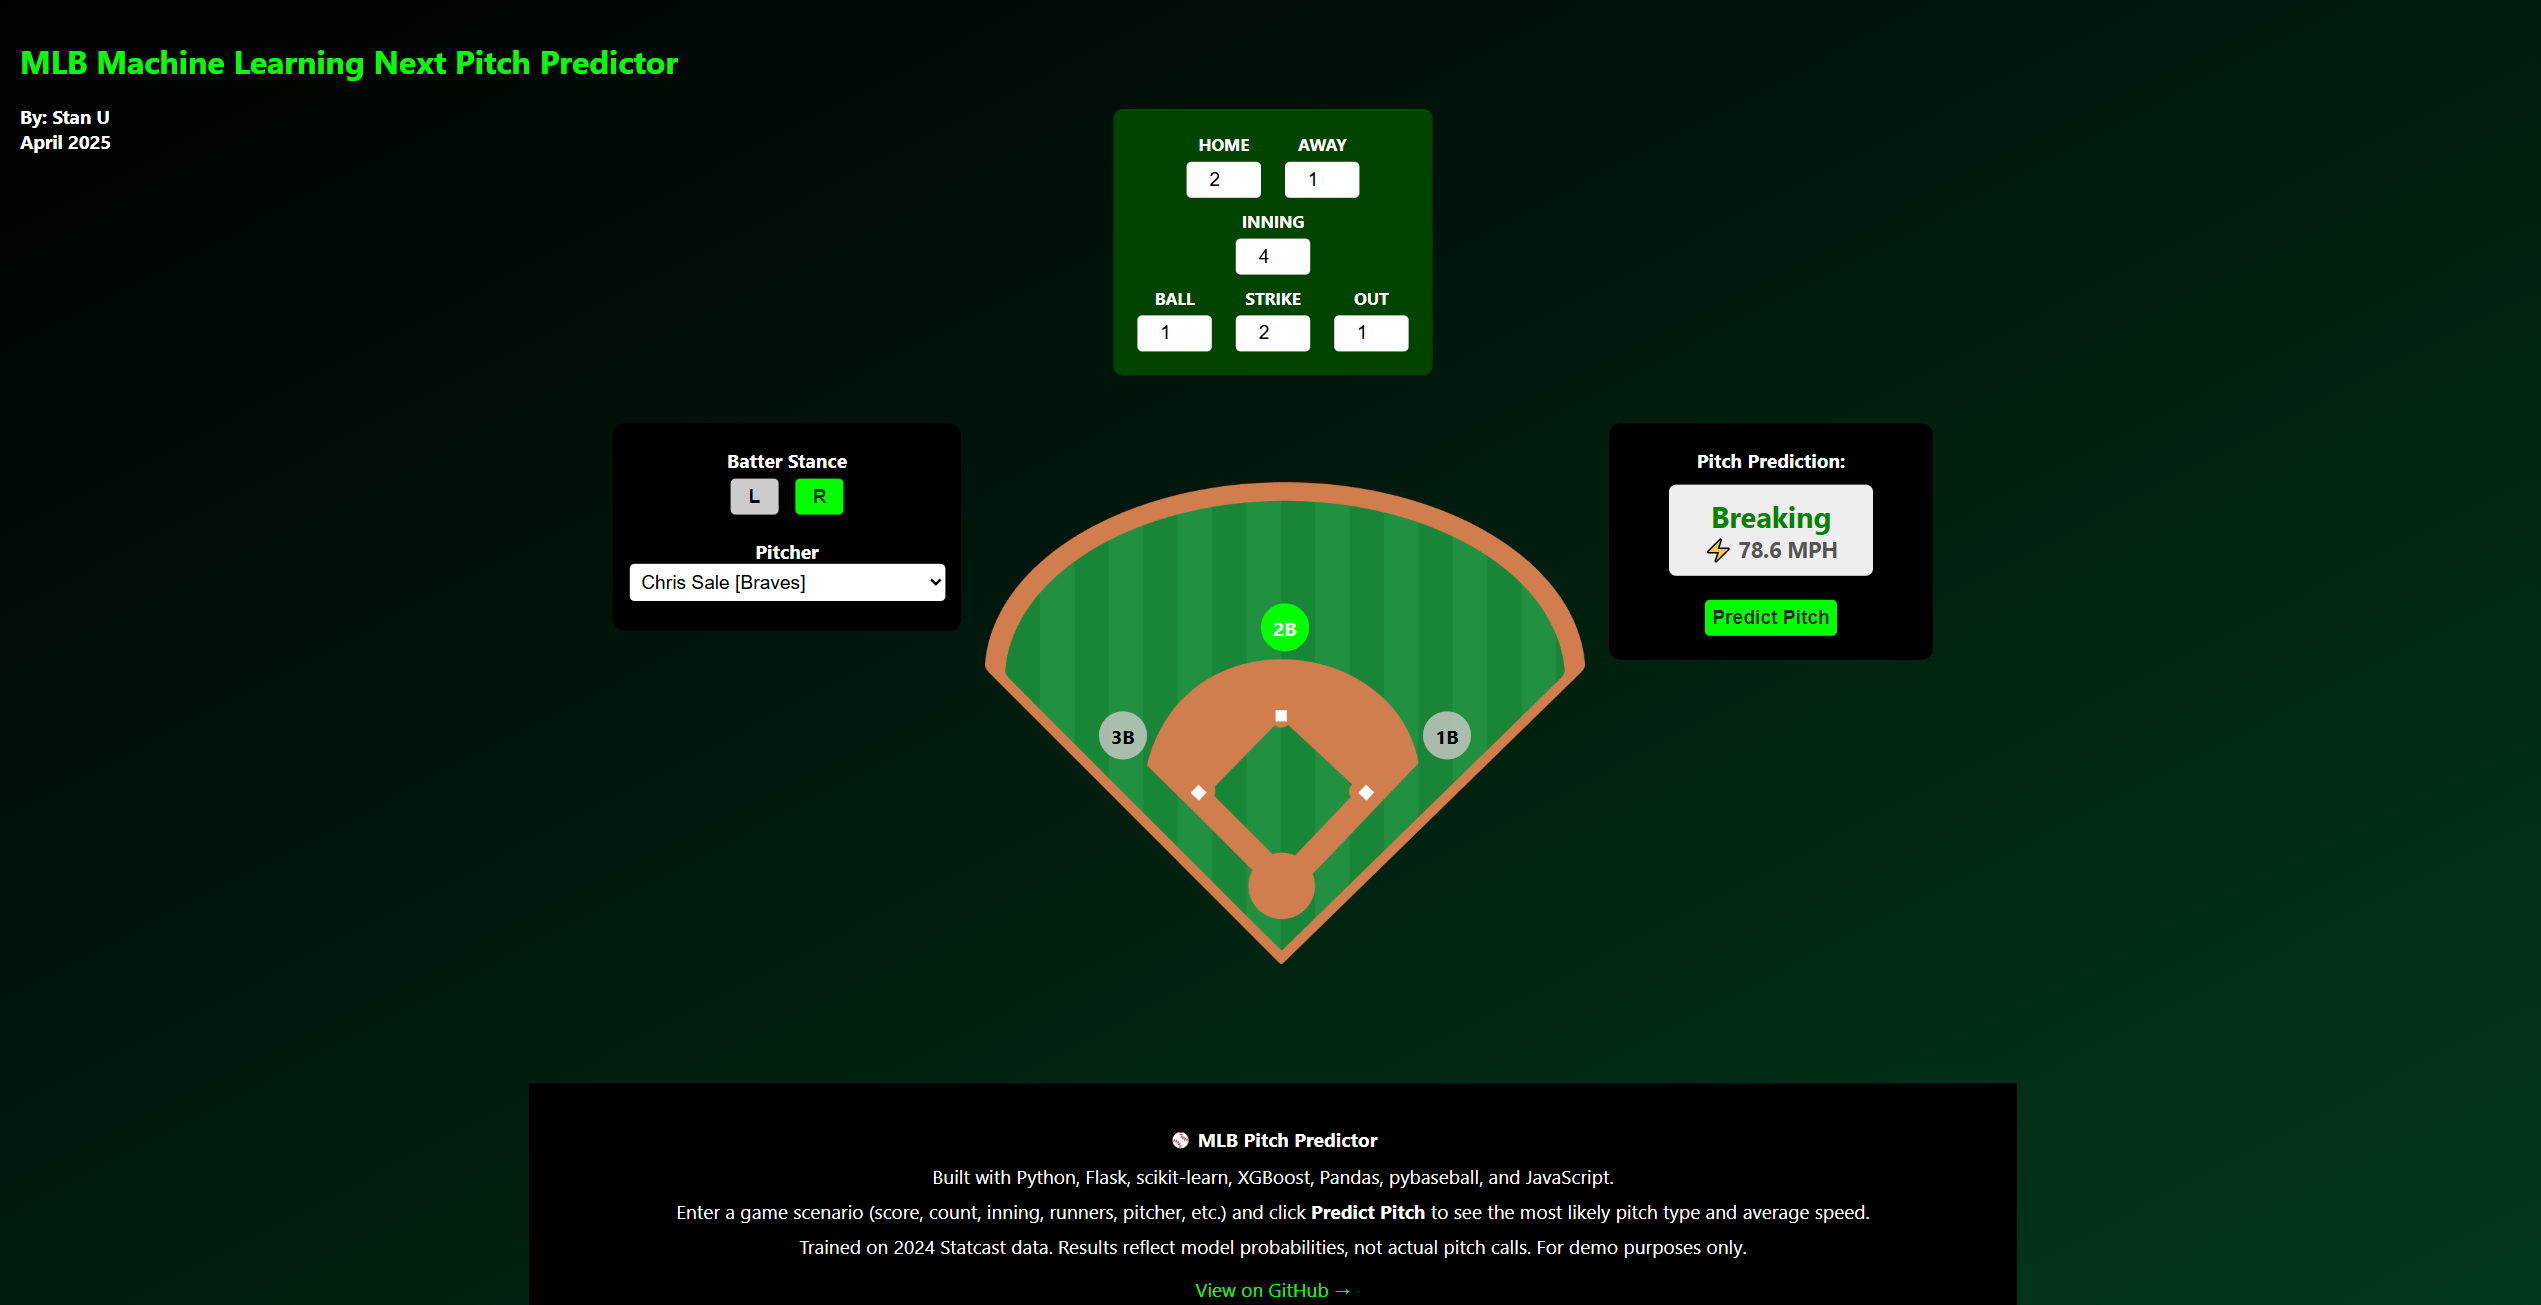 MLB Machine Learning Next Pitch Predictor
By: Stan U
April 2025
HOME AWAY
2 1
INNING
4
BALL STRIKE OUT
1 2 1
Batter Stance
L R
Pitcher
Chris Sale [Braves]
Pitch Prediction:
Breaking
⚡ 78.6 MPH
Predict Pitch
2B
3B 1B
⚾ MLB Pitch Predictor
Built with Python, Flask, scikit-learn, XGBoost, Pandas, pybaseball, and JavaScript.
Enter a game scenario (score, count, inning, runners, pitcher, etc.) and click Predict Pitch to see the most likely pitch type and average speed.
Trained on 2024 Statcast data. Results reflect model probabilities, not actual pitch calls. For demo purposes only.
View on GitHub →